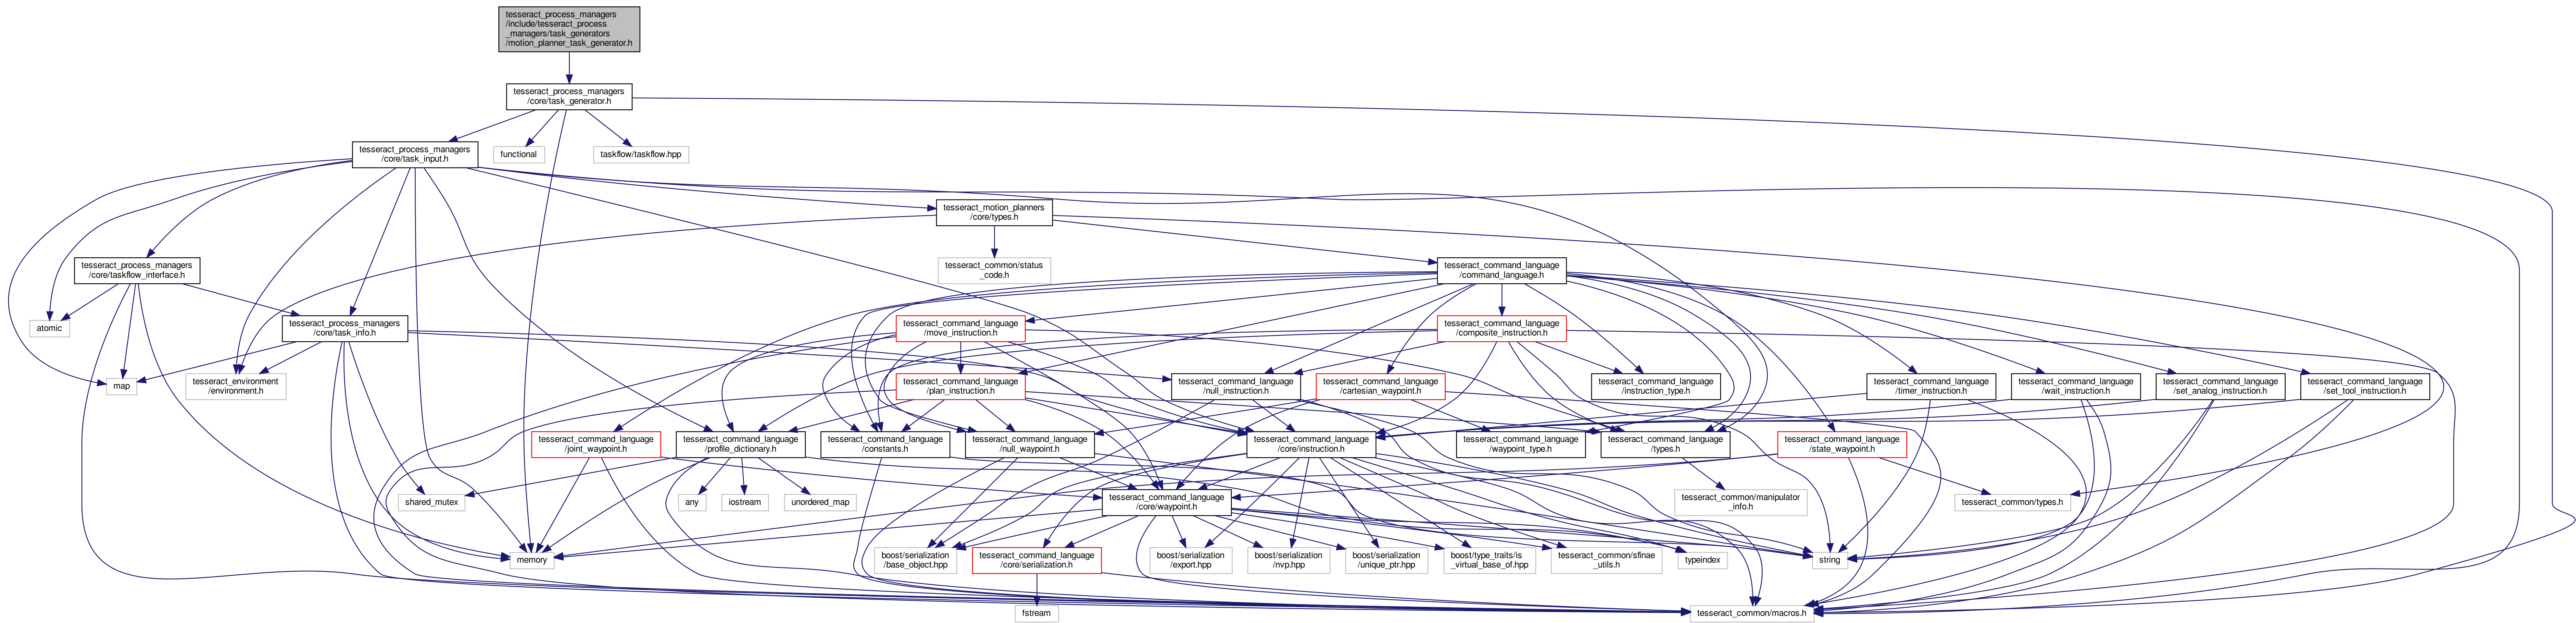 tesseract_process_managers
/include/tesseract_process
_managers/task_generators
/motion_planner_task_generator.h
tesseract_process_managers
/core/task_generator.h
tesseract_process_managers
/core/task_input.h
functional
taskflow/taskflow.hpp
tesseract_motion_planners
/core/types.h
tesseract_process_managers
/core/taskflow_interface.h
tesseract_common/status
_code.h
tesseract_command_language
/command_language.h
atomic
tesseract_process_managers
/core/task_info.h
tesseract_command_language
/move_instruction.h
tesseract_command_language
/composite_instruction.h
map
tesseract_environment
/environment.h
tesseract_command_language
/plan_instruction.h
tesseract_command_language
/null_instruction.h
tesseract_command_language
/cartesian_waypoint.h
tesseract_command_language
/instruction_type.h
tesseract_command_language
/timer_instruction.h
tesseract_command_language
/wait_instruction.h
tesseract_command_language
/set_analog_instruction.h
tesseract_command_language
/set_tool_instruction.h
tesseract_command_language
/joint_waypoint.h
tesseract_command_language
/profile_dictionary.h
tesseract_command_language
/constants.h
tesseract_command_language
/null_waypoint.h
tesseract_command_language
/core/instruction.h
tesseract_command_language
/waypoint_type.h
tesseract_command_language
/types.h
tesseract_command_language
/state_waypoint.h
shared_mutex
any
iostream
unordered_map
tesseract_command_language
/core/waypoint.h
tesseract_common/manipulator
_info.h
tesseract_common/types.h
memory
boost/serialization
/base_object.hpp
tesseract_command_language
/core/serialization.h
boost/serialization
/export.hpp
boost/serialization
/nvp.hpp
boost/serialization
/unique_ptr.hpp
boost/type_traits/is
_virtual_base_of.hpp
tesseract_common/sfinae
_utils.h
typeindex
string
fstream
tesseract_common/macros.h